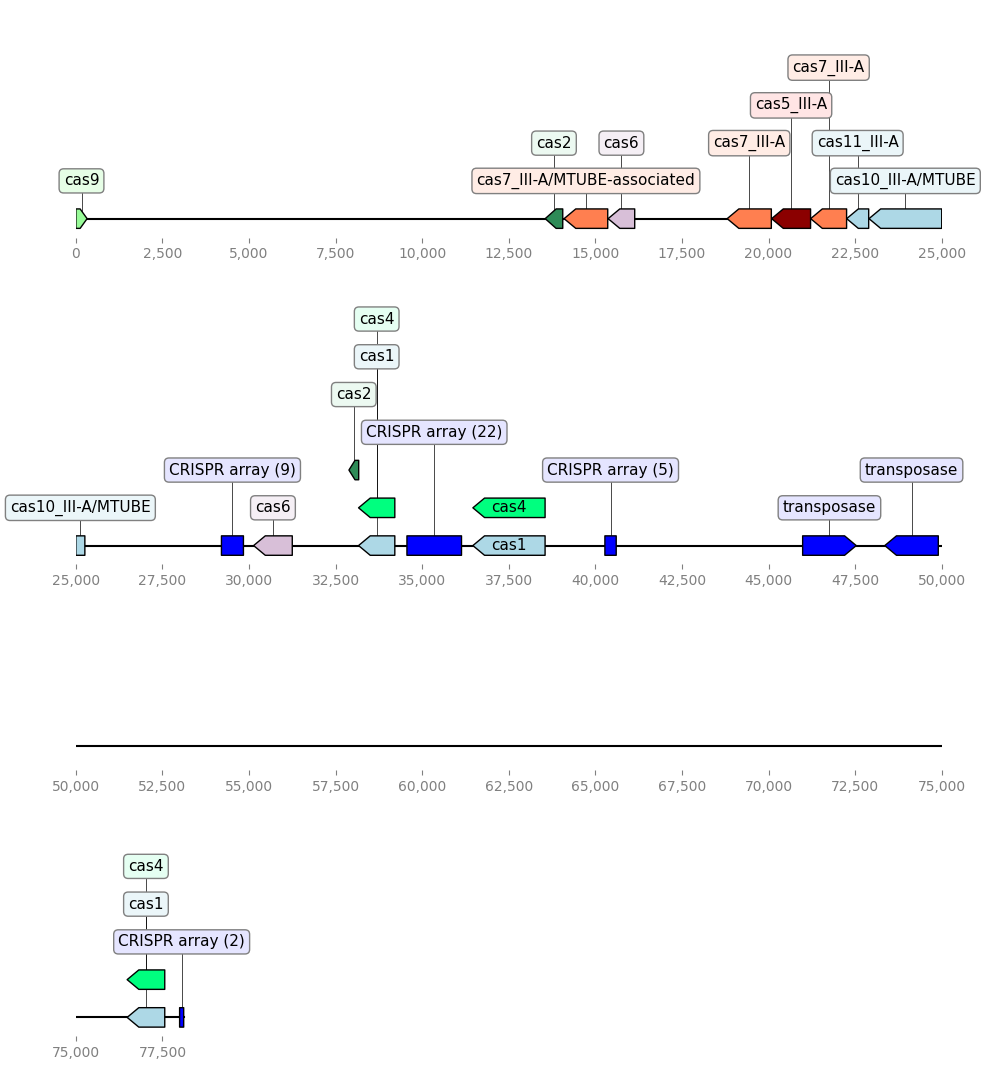 cas7_III-A
cas5_III-A
cas2
cas6
cas7_III-A
cas11_III-A
cas9
cas7_III-A/MTUBE-associated
cas10_III-A/MTUBE
0
2,500
5,000
7,500
10,000
12,500
15,000
17,500
20,000
22,500
25,000
cas4
cas1
cas2
CRISPR array (22)
CRISPR array (9)
CRISPR array (5)
transposase
cas10_III-A/MTUBE
cas6
cas4
transposase
cas1
25,000
27,500
30,000
32,500
35,000
37,500
40,000
42,500
45,000
47,500
50,000
50,000
52,500
55,000
57,500
60,000
62,500
65,000
67,500
70,000
72,500
75,000
cas4
cas1
CRISPR array (2)
75,000
77,500